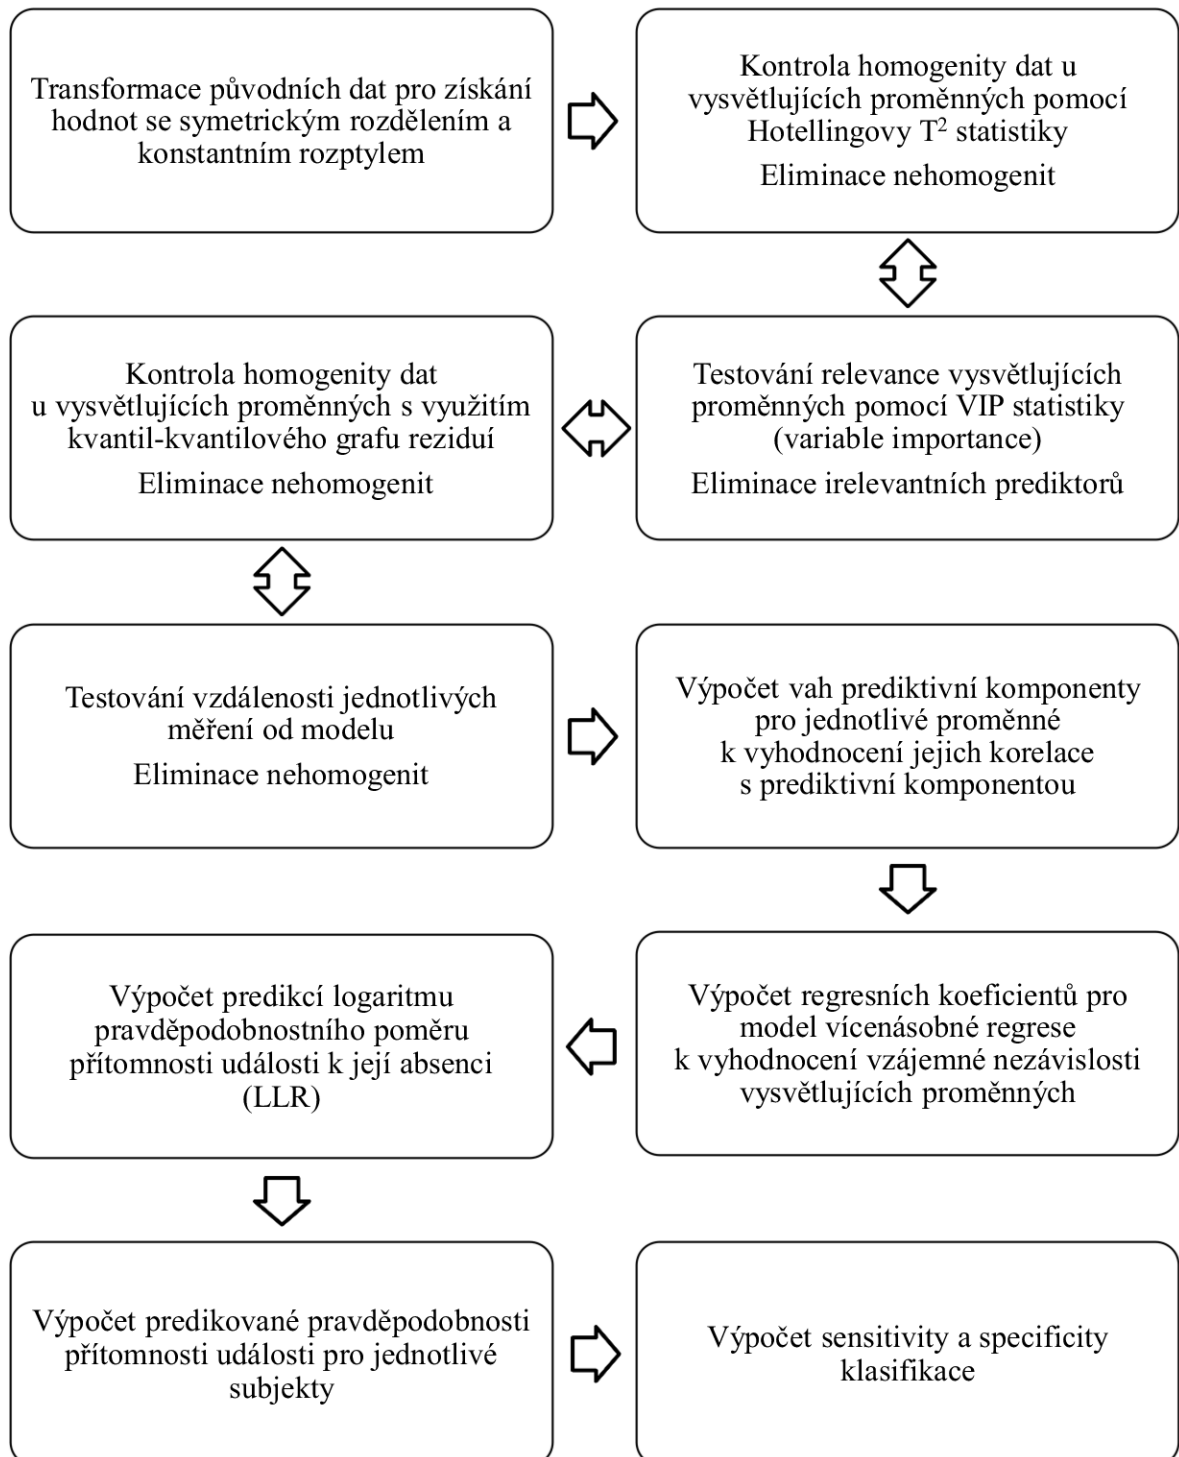 Transformace původních dat pro získání
hodnot se symetrickým rozdělením a
konstantním rozptylem
Kontrola homogenity dat u
vysvětlujících proměnných pomocí
Hotellingovy T² statistiky
Eliminace nehomogenit
Testování relevance vysvětlujících
proměnných pomocí VIP statistiky
(variable importance)
Eliminace irelevantních prediktorů
Kontrola homogenity dat
u vysvětlujících proměnných s využitím
kvantil-kvantilového grafu reziduí
Eliminace nehomogenit
Testování vzdálenosti jednotlivých
měření od modelu
Eliminace nehomogenit
Výpočet vah prediktivní komponenty
pro jednotlivé proměnné
k vyhodnocení jejich korelace
s prediktivní komponentou
Výpočet regresních koeficientů pro
model vícenásobné regrese
k vyhodnocení vzájemné nezávislosti
vysvětlujících proměnných
Výpočet predikcí logaritmu
pravděpodobnostního poměru
přítomnosti události k její absenci
(LLR)
Výpočet predikované pravděpodobnosti
přítomnosti události pro jednotlivé
subjekty
Výpočet sensitivity a specificity
klasifikace